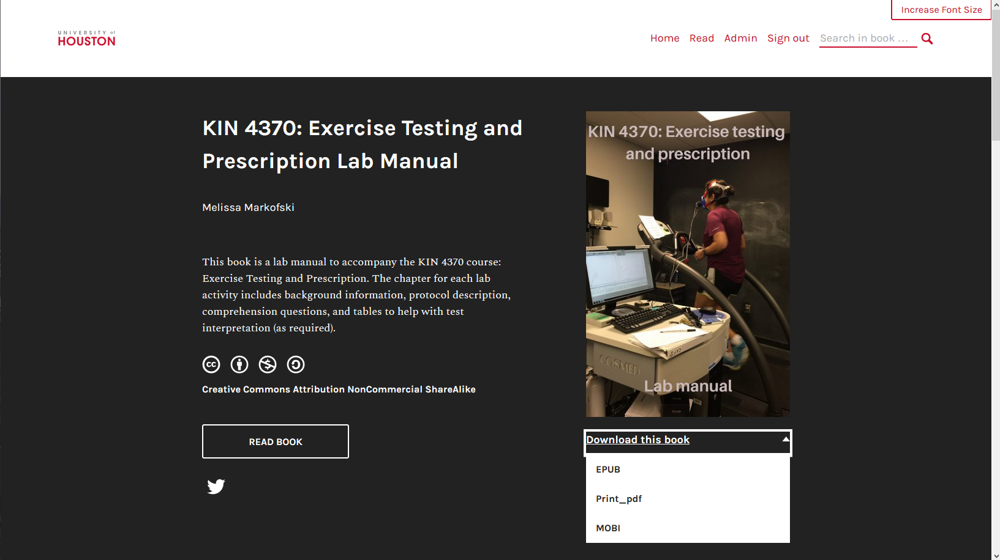 Increase Font Size
UNIVERSITY of
HOUSTON
Home Read Admin Sign out Search in book …
KIN 4370: Exercise Testing and
Prescription Lab Manual
Melissa Markofski
This book is a lab manual to accompany the KIN 4370 course:
Exercise Testing and Prescription. The chapter for each lab
activity includes background information, protocol description,
comprehension questions, and tables to help with test
interpretation (as required).
cc
Creative Commons Attribution NonCommercial ShareAlike
READ BOOK
KIN 4370: Exercise testing
and prescription
COSMED
Lab manual
Download this book
EPUB
Print_pdf
MOBI